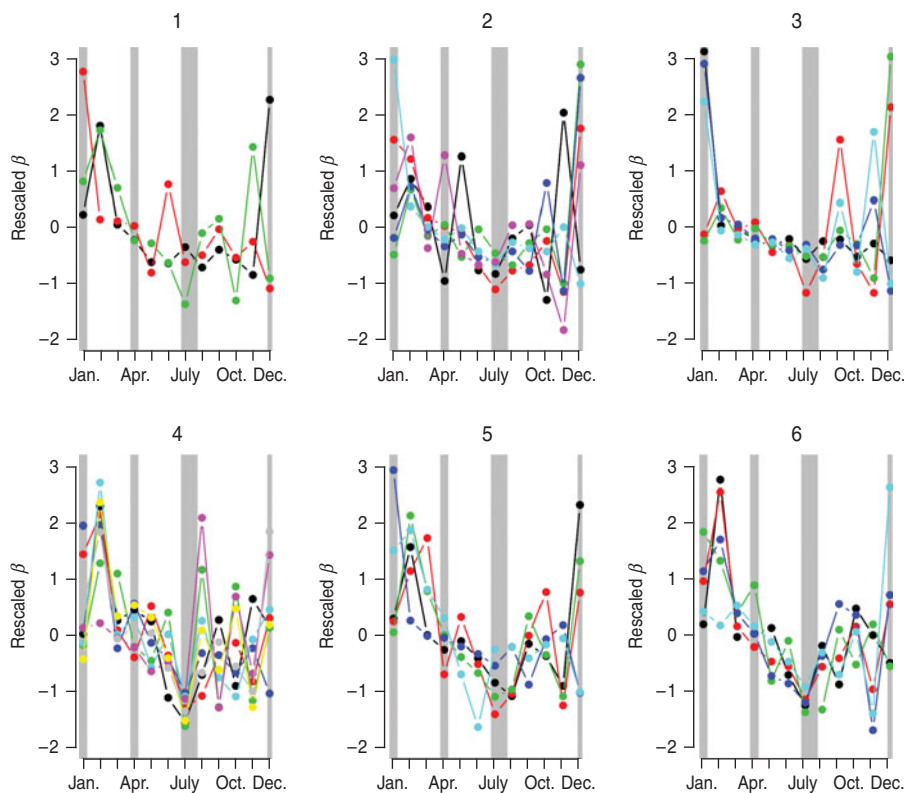 1 2 3
3 3 3
2 2 2
1 1 1
0 0 0
−1 −1 −1
−2 −2 −2
Rescaled β Rescaled β Rescaled β
Jan. Apr. July Oct. Dec. Jan. Apr. July Oct. Dec. Jan. Apr. July Oct. Dec.
4 5 6
3 3 3
2 2 2
1 1 1
0 0 0
−1 −1 −1
−2 −2 −2
Rescaled β Rescaled β Rescaled β
Jan. Apr. July Oct. Dec. Jan. Apr. July Oct. Dec. Jan. Apr. July Oct. Dec.